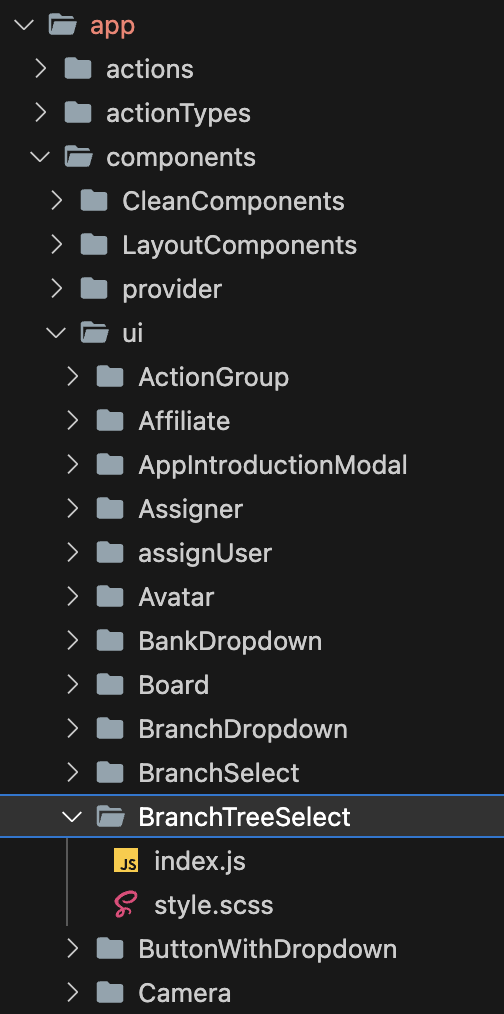 app
actions
actionTypes
components
CleanComponents
LayoutComponents
provider
ui
ActionGroup
Affiliate
AppIntroductionModal
Assigner
assignUser
Avatar
BankDropdown
Board
BranchDropdown
BranchSelect
BranchTreeSelect
JS index.js
style.scss
ButtonWithDropdown
Camera